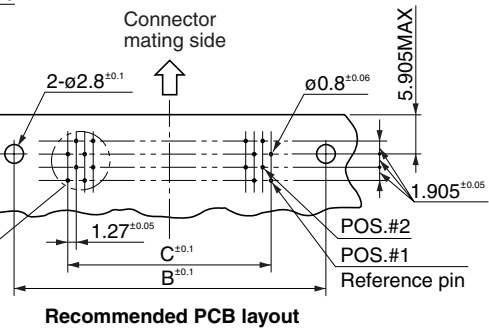 Connector
mating side
5.905MAX
2-ø2.8±0.1
ø0.8±0.06
1.905±0.05
1.27±0.05
POS.#2
C±0.1
POS.#1
B±0.1
Reference pin
Recommended PCB layout